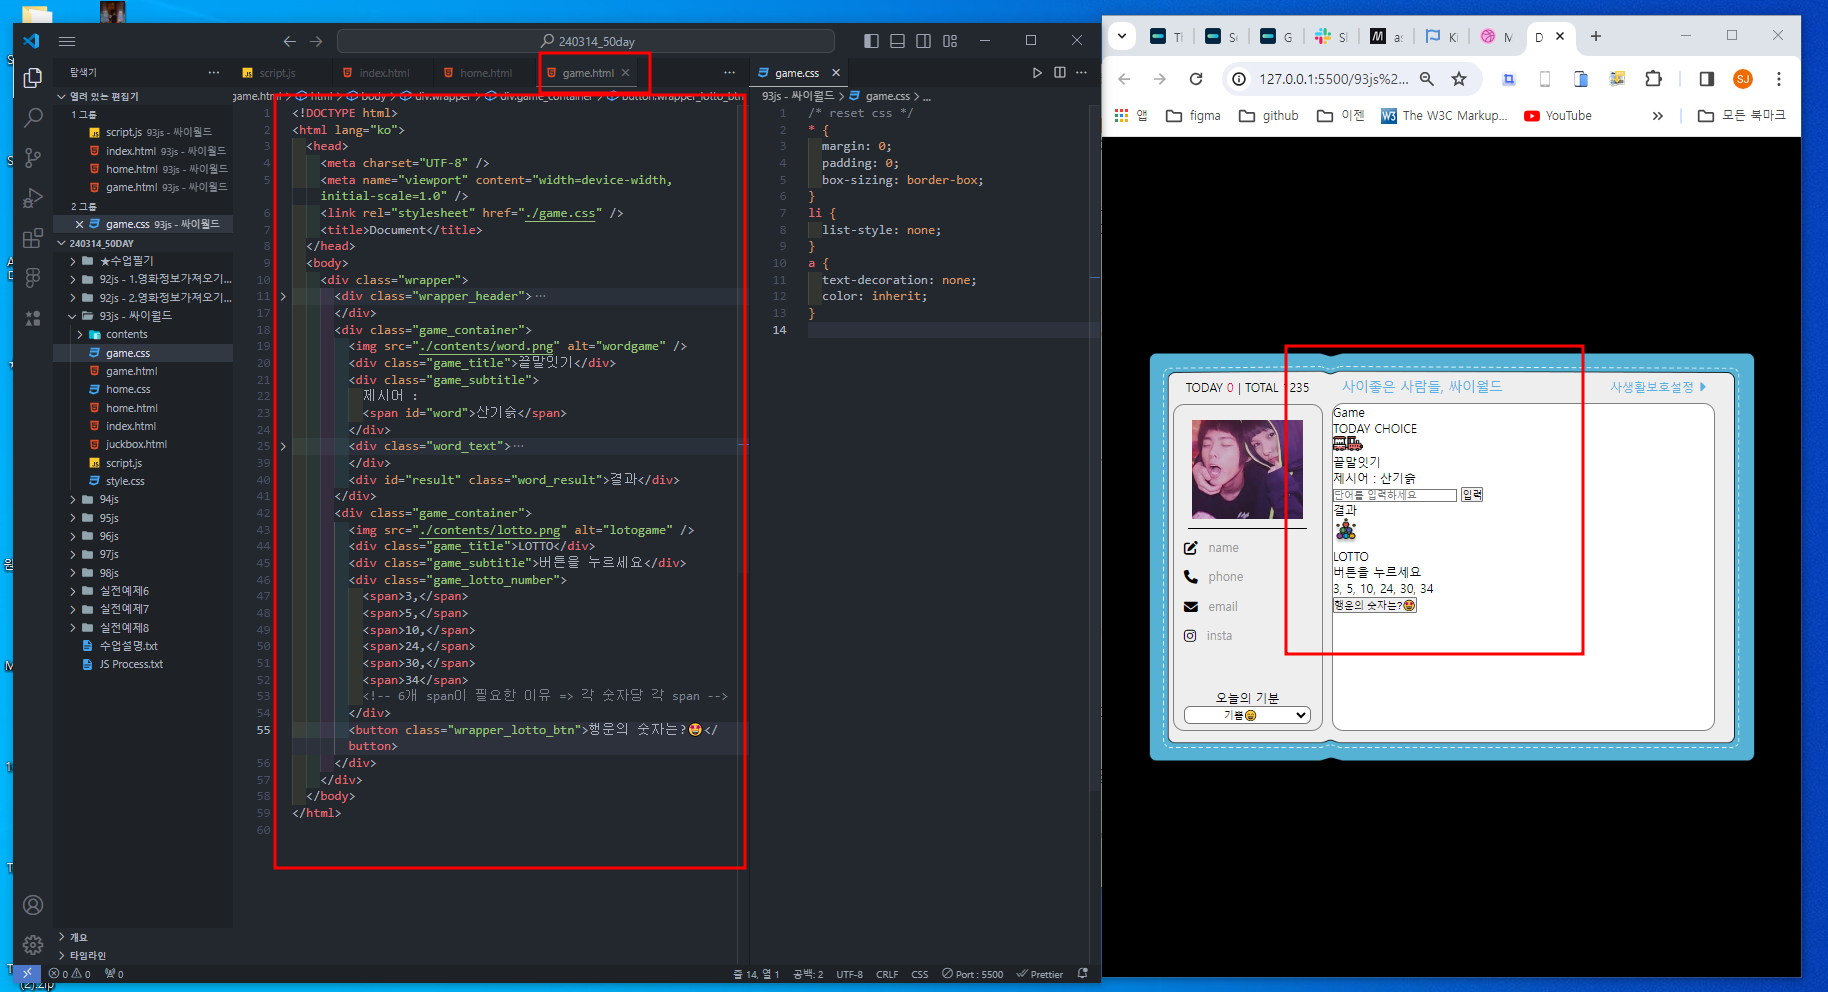 240314_50day
탐색기
script.js
index.html
home.html
game.html
game.css
열려 있는 편집기
1 그룹
script.js 93js - 싸이월드
index.html 93js - 싸이월드
home.html 93js - 싸이월드
game.html 93js - 싸이월드
2 그룹
game.css 93js - 싸이월드
240314_50DAY
★수업필기
92js - 1.영화정보가져오기...
92js - 2.영화정보가져오기...
93js - 싸이월드
contents
game.css
game.html
home.css
home.html
index.html
juckbox.html
script.js
style.css
94js
95js
96js
97js
98js
실전예제6
실전예제7
실전예제8
수업설명.txt
JS Process.txt
개요
타임라인
game.html > html > body > div.wrapper > div.game_container > button.wrapper_lotto_btn
1 <!DOCTYPE html>
2 <html lang="ko">
3 <head>
4 <meta charset="UTF-8" />
5 <meta name="viewport" content="width=device-width,
initial-scale=1.0" />
6 <link rel="stylesheet" href="./game.css" />
7 <title>Document</title>
8 </head>
9 <body>
10 <div class="wrapper">
11 <div class="wrapper_header">...
17 </div>
18 <div class="game_container">
19 <img src="./contents/word.png" alt="wordgame" />
20 <div class="game_title">끝말잇기</div>
21 <div class="game_subtitle">
22 제시어 :
23 <span id="word">산기슭</span>
24 </div>
25 <div class="word_text">...
39 </div>
40 <div id="result" class="word_result">결과</div>
41 </div>
42 <div class="game_container">
43 <img src="./contents/lotto.png" alt="lotogame" />
44 <div class="game_title">LOTTO</div>
45 <div class="game_subtitle">버튼을 누르세요</div>
46 <div class="game_lotto_number">
47 <span>3,</span>
48 <span>5,</span>
49 <span>10,</span>
50 <span>24,</span>
51 <span>30,</span>
52 <span>34</span>
53 <!-- 6개 span이 필요한 이유 => 각 숫자당 각 span -->
54 </div>
55 <button class="wrapper_lotto_btn">행운의 숫자는?🤩</
button>
56 </div>
57 </div>
58 </body>
59 </html>
60
93js - 싸이월드 > game.css > ...
1 /* reset css */
2 * {
3 margin: 0;
4 padding: 0;
5 box-sizing: border-box;
6 }
7 li {
8 list-style: none;
9 }
10 a {
11 text-decoration: none;
12 color: inherit;
13 }
14
0 0 0
줄 14, 열 1 공백: 2 UTF-8 CRLF CSS Port : 5500 Prettier
(2).zip
127.0.0.1:5500/93js%2...
SJ
앱 figma github 이젠 The W3C Markup... YouTube » 모든 북마크
TODAY 0 | TOTAL 1235
사이좋은 사람들, 싸이월드
사생활보호설정
name
phone
email
insta
오늘의 기분
기쁨😄
Game
TODAY CHOICE
끝말잇기
제시어 : 산기슭
단어를 입력하세요 입력
결과
LOTTO
버튼을 누르세요
3, 5, 10, 24, 30, 34
행운의 숫자는?🤩